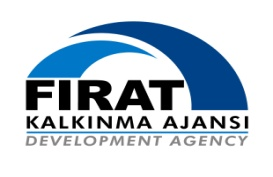 FIRAT
KALKINMA AJANSI
DEVELOPMENT AGENCY